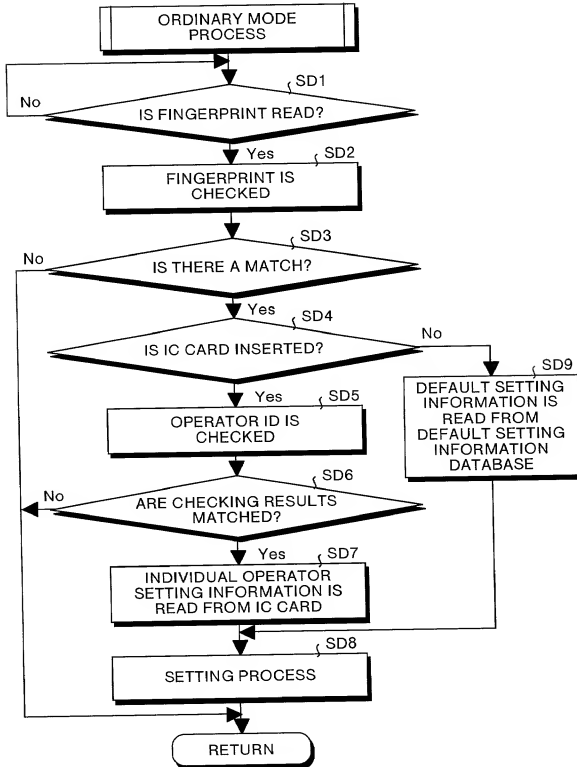 ORDINARY MODE
PROCESS
SD1
No
IS FINGERPRINT READ?
Yes
SD2
FINGERPRINT IS
CHECKED
SD3
No
IS THERE A MATCH?
Yes
SD4
No
IS IC CARD INSERTED?
SD9
DEFAULT SETTING
INFORMATION IS
READ FROM
DEFAULT SETTING
INFORMATION
DATABASE
Yes
SD5
OPERATOR ID IS
CHECKED
SD6
No
ARE CHECKING RESULTS
MATCHED?
Yes
SD7
INDIVIDUAL OPERATOR
SETTING INFORMATION IS
READ FROM IC CARD
SD8
SETTING PROCESS
RETURN